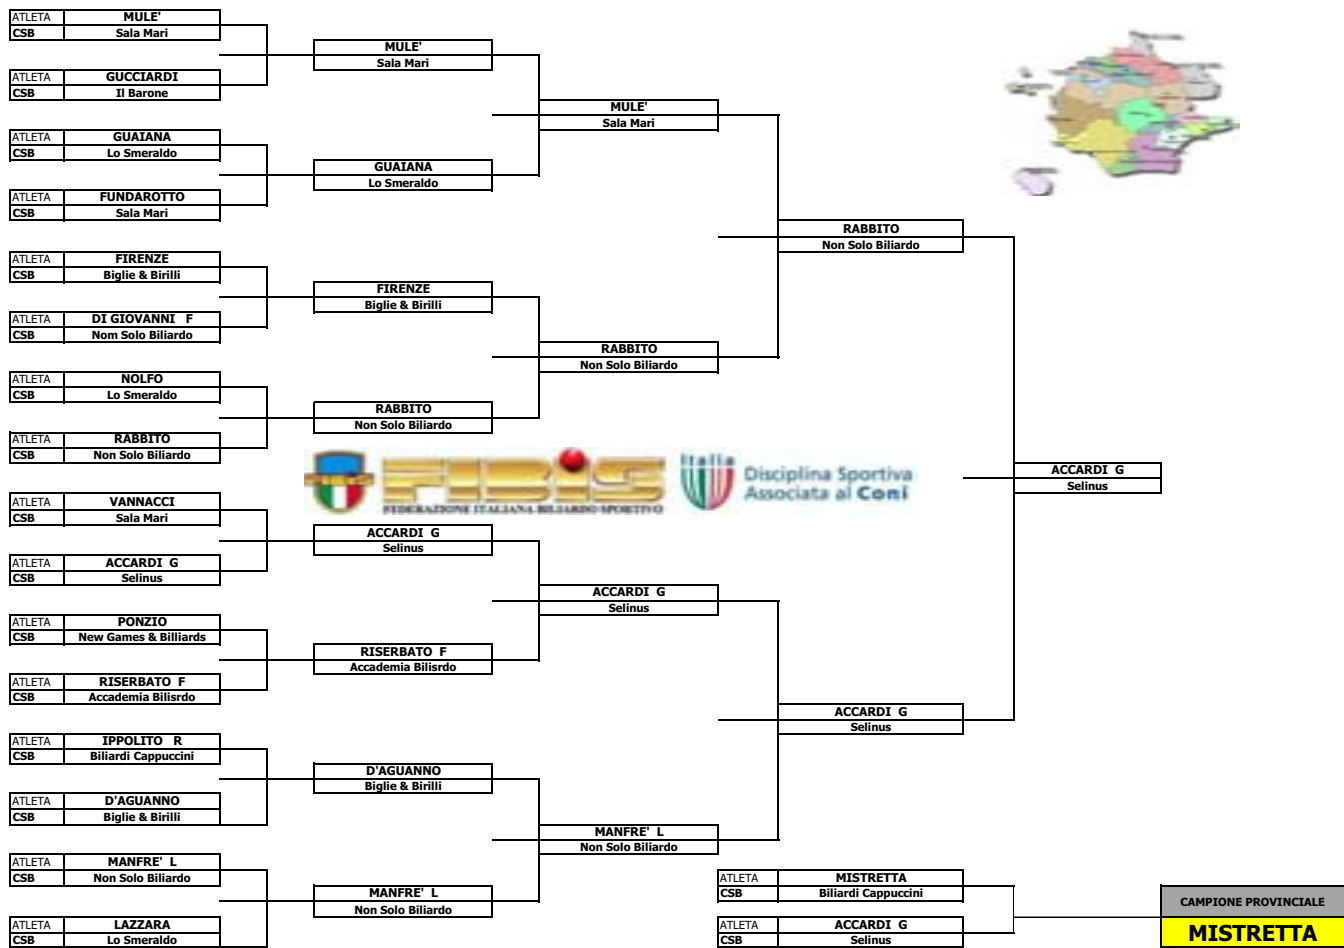 ATLETA MULE'
CSB Sala Mari
ATLETA GUCCIARDI
CSB Il Barone
ATLETA GUAIANA
CSB Lo Smeraldo
ATLETA FUNDAROTTO
CSB Sala Mari
ATLETA FIRENZE
CSB Biglie & Birilli
ATLETA DI GIOVANNI F
CSB Nom Solo Biliardo
ATLETA NOLFO
CSB Lo Smeraldo
ATLETA RABBITO
CSB Non Solo Biliardo
ATLETA VANNACCI
CSB Sala Mari
ATLETA ACCARDI G
CSB Selinus
ATLETA PONZIO
CSB New Games & Billiards
ATLETA RISERBATO F
CSB Accademia Bilisrdo
ATLETA IPPOLITO R
CSB Biliardi Cappuccini
ATLETA D'AGUANNO
CSB Biglie & Birilli
ATLETA MANFRE' L
CSB Non Solo Biliardo
ATLETA LAZZARA
CSB Lo Smeraldo
MULE'
Sala Mari
GUAIANA
Lo Smeraldo
FIRENZE
Biglie & Birilli
RABBITO
Non Solo Biliardo
FIBIS
FEDERAZIONE ITALIANA BILIARDO SPORTIVO
Italia
Disciplina Sportiva
Associata al Coni
ACCARDI G
Selinus
RISERBATO F
Accademia Bilisrdo
D'AGUANNO
Biglie & Birilli
MANFRE' L
Non Solo Biliardo
MULE'
Sala Mari
RABBITO
Non Solo Biliardo
ACCARDI G
Selinus
MANFRE' L
Non Solo Biliardo
RABBITO
Non Solo Biliardo
ACCARDI G
Selinus
ACCARDI G
Selinus
ATLETA MISTRETTA
CSB Biliardi Cappuccini
ATLETA ACCARDI G
CSB Selinus
CAMPIONE PROVINCIALE
MISTRETTA